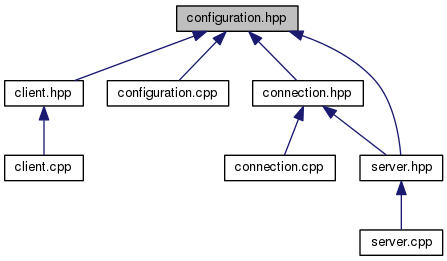 configuration.hpp
client.hpp
configuration.cpp
connection.hpp
client.cpp
connection.cpp
server.hpp
server.cpp